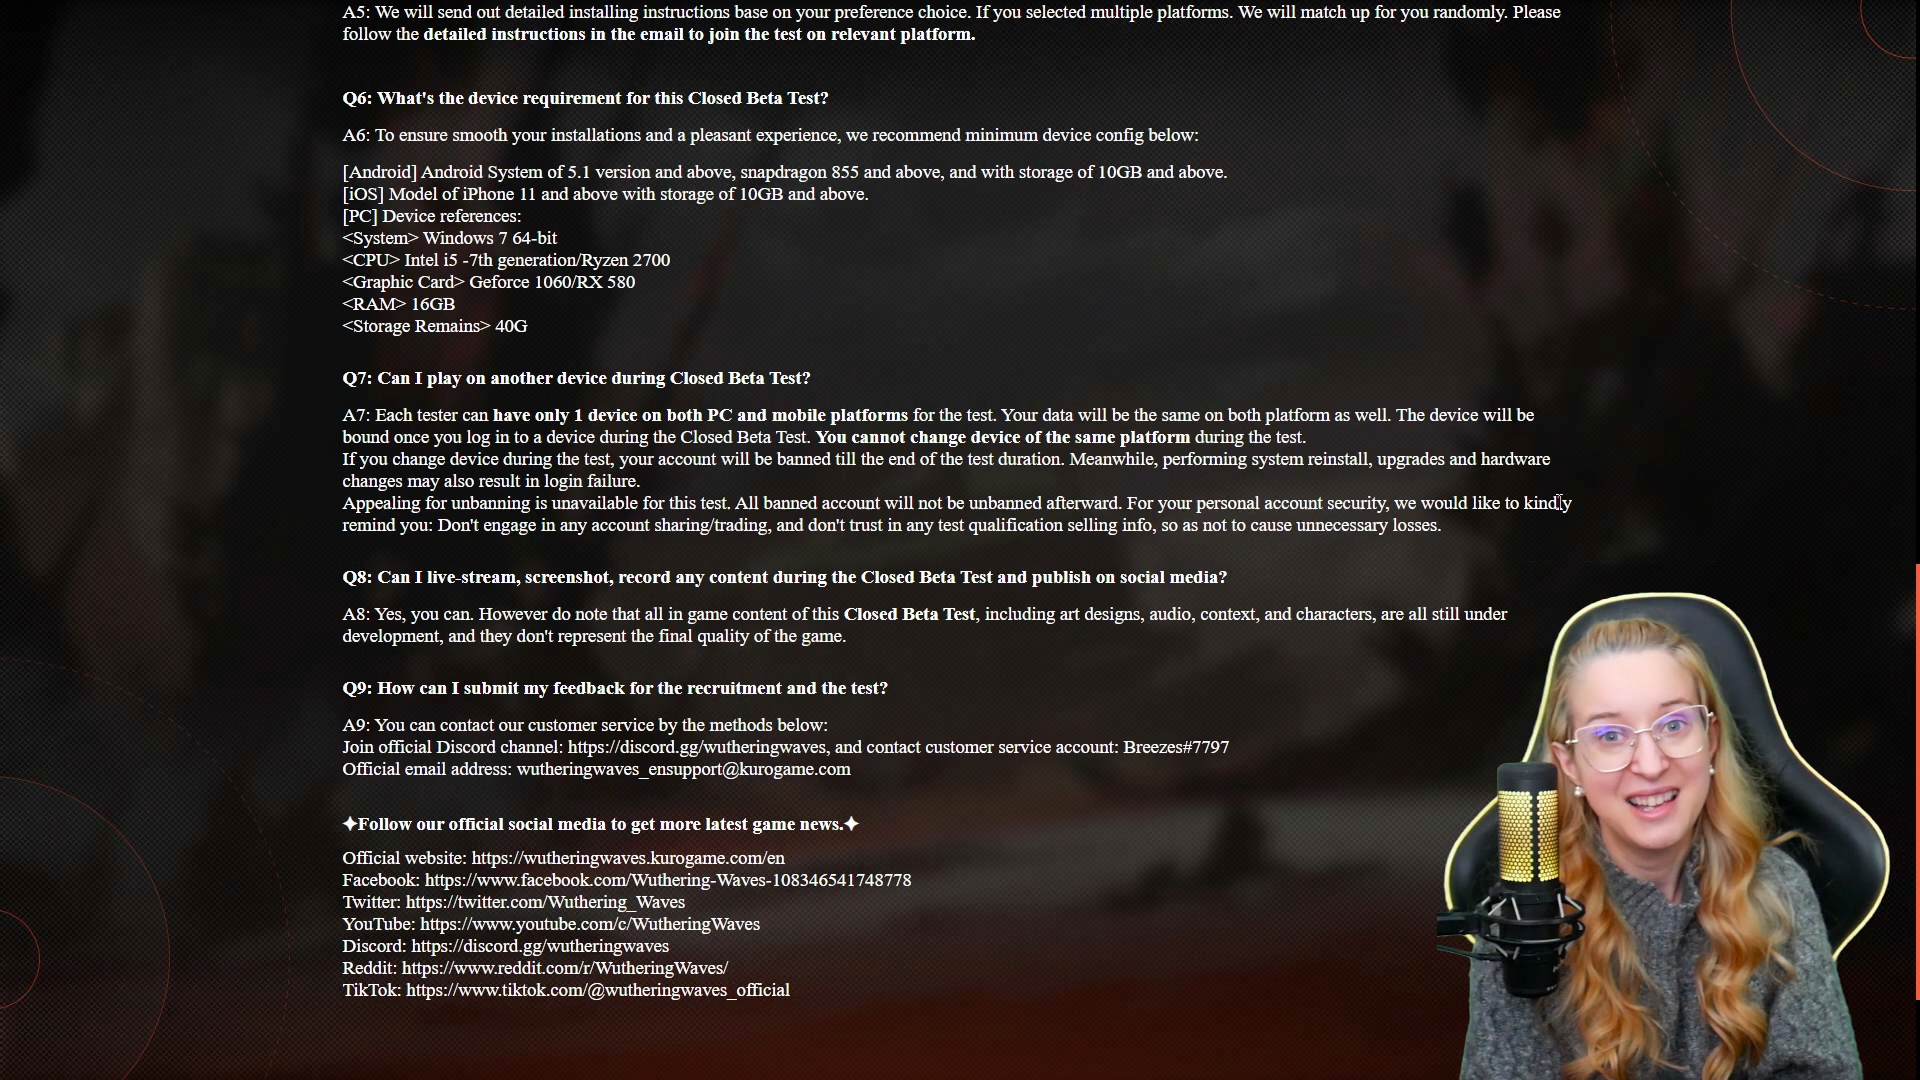 A5: We will send out detailed installing instructions base on your preference choice. If you selected multiple platforms. We will match up for you randomly. Please
follow the detailed instructions in the email to join the test on relevant platform.
Q6: What's the device requirement for this Closed Beta Test?
A6: To ensure smooth your installations and a pleasant experience, we recommend minimum device config below:
[Android] Android System of 5.1 version and above, snapdragon 855 and above, and with storage of 10GB and above.
[iOS] Model of iPhone 11 and above with storage of 10GB and above.
[PC] Device references:
<System> Windows 7 64-bit
<CPU> Intel i5 -7th generation/Ryzen 2700
<Graphic Card> Geforce 1060/RX 580
<RAM> 16GB
<Storage Remains> 40G
Q7: Can I play on another device during Closed Beta Test?
A7: Each tester can have only 1 device on both PC and mobile platforms for the test. Your data will be the same on both platform as well. The device will be
bound once you log in to a device during the Closed Beta Test. You cannot change device of the same platform during the test.
If you change device during the test, your account will be banned till the end of the test duration. Meanwhile, performing system reinstall, upgrades and hardware
changes may also result in login failure.
Appealing for unbanning is unavailable for this test. All banned account will not be unbanned afterward. For your personal account security, we would like to kindly
remind you: Don't engage in any account sharing/trading, and don't trust in any test qualification selling info, so as not to cause unnecessary losses.
Q8: Can I live-stream, screenshot, record any content during the Closed Beta Test and publish on social media?
A8: Yes, you can. However do note that all in game content of this Closed Beta Test, including art designs, audio, context, and characters, are all still under
development, and they don't represent the final quality of the game.
Q9: How can I submit my feedback for the recruitment and the test?
A9: You can contact our customer service by the methods below:
Join official Discord channel: https://discord.gg/wutheringwaves, and contact customer service account: Breezes#7797
Official email address: wutheringwaves_ensupport@kurogame.com
✦Follow our official social media to get more latest game news.✦
Official website: https://wutheringwaves.kurogame.com/en
Facebook: https://www.facebook.com/Wuthering-Waves-108346541748778
Twitter: https://twitter.com/Wuthering_Waves
YouTube: https://www.youtube.com/c/WutheringWaves
Discord: https://discord.gg/wutheringwaves
Reddit: https://www.reddit.com/r/WutheringWaves/
TikTok: https://www.tiktok.com/@wutheringwaves_official